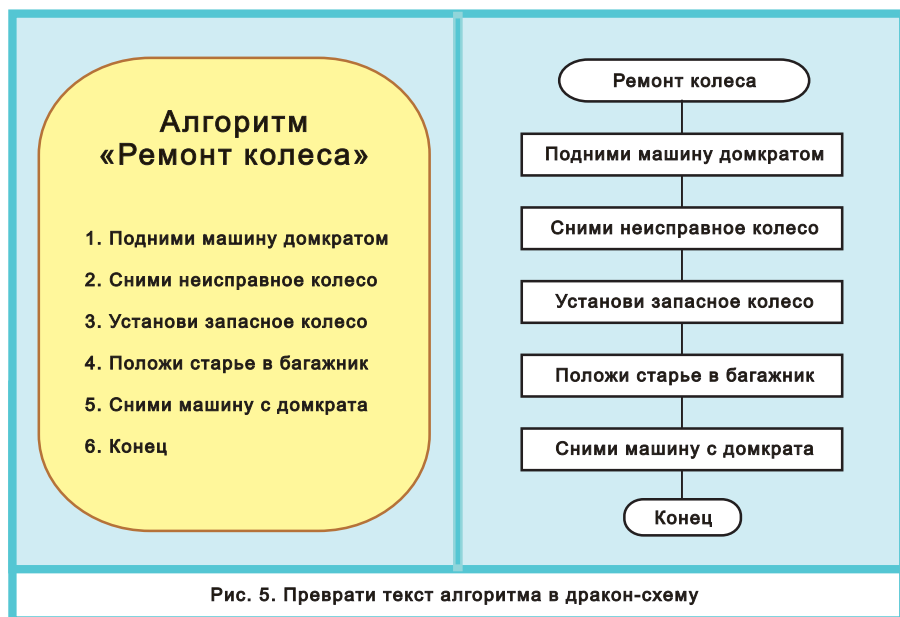 Алгоритм
«Ремонт колеса»
1. Подними машину домкратом
2. Сними неисправное колесо
3. Установи запасное колесо
4. Положи старье в багажник
5. Сними машину с домкрата
6. Конец
Ремонт колеса
Подними машину домкратом
Сними неисправное колесо
Установи запасное колесо
Положи старье в багажник
Сними машину с домкрата
Конец
Рис. 5. Преврати текст алгоритма в дракон-схему